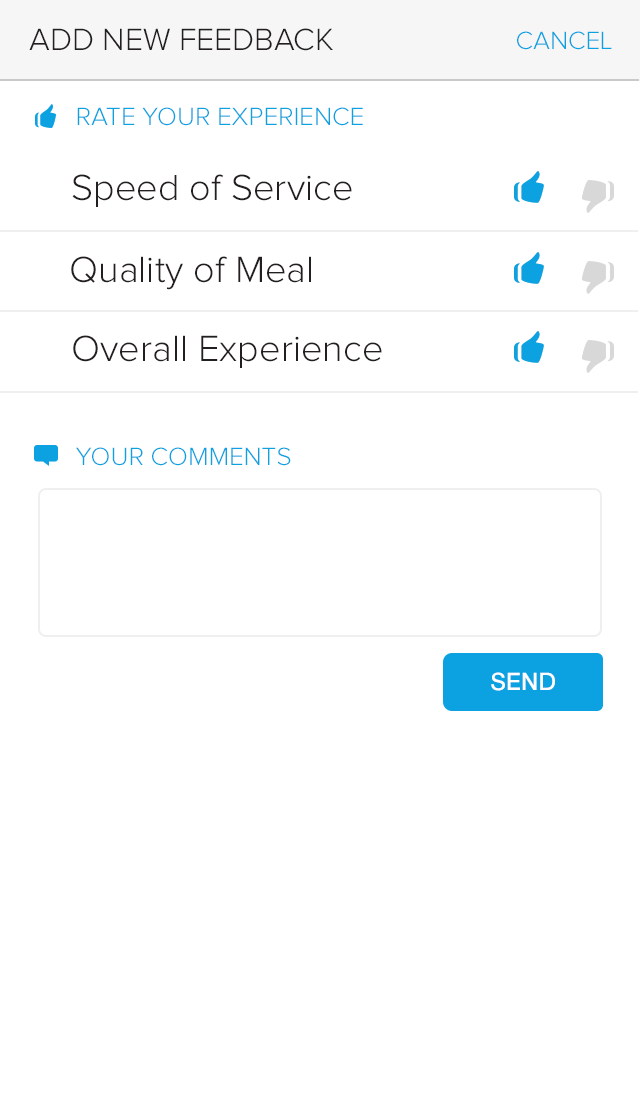 ADD NEW FEEDBACK CANCEL
RATE YOUR EXPERIENCE
Speed of Service
Quality of Meal
Overall Experience
YOUR COMMENTS
SEND